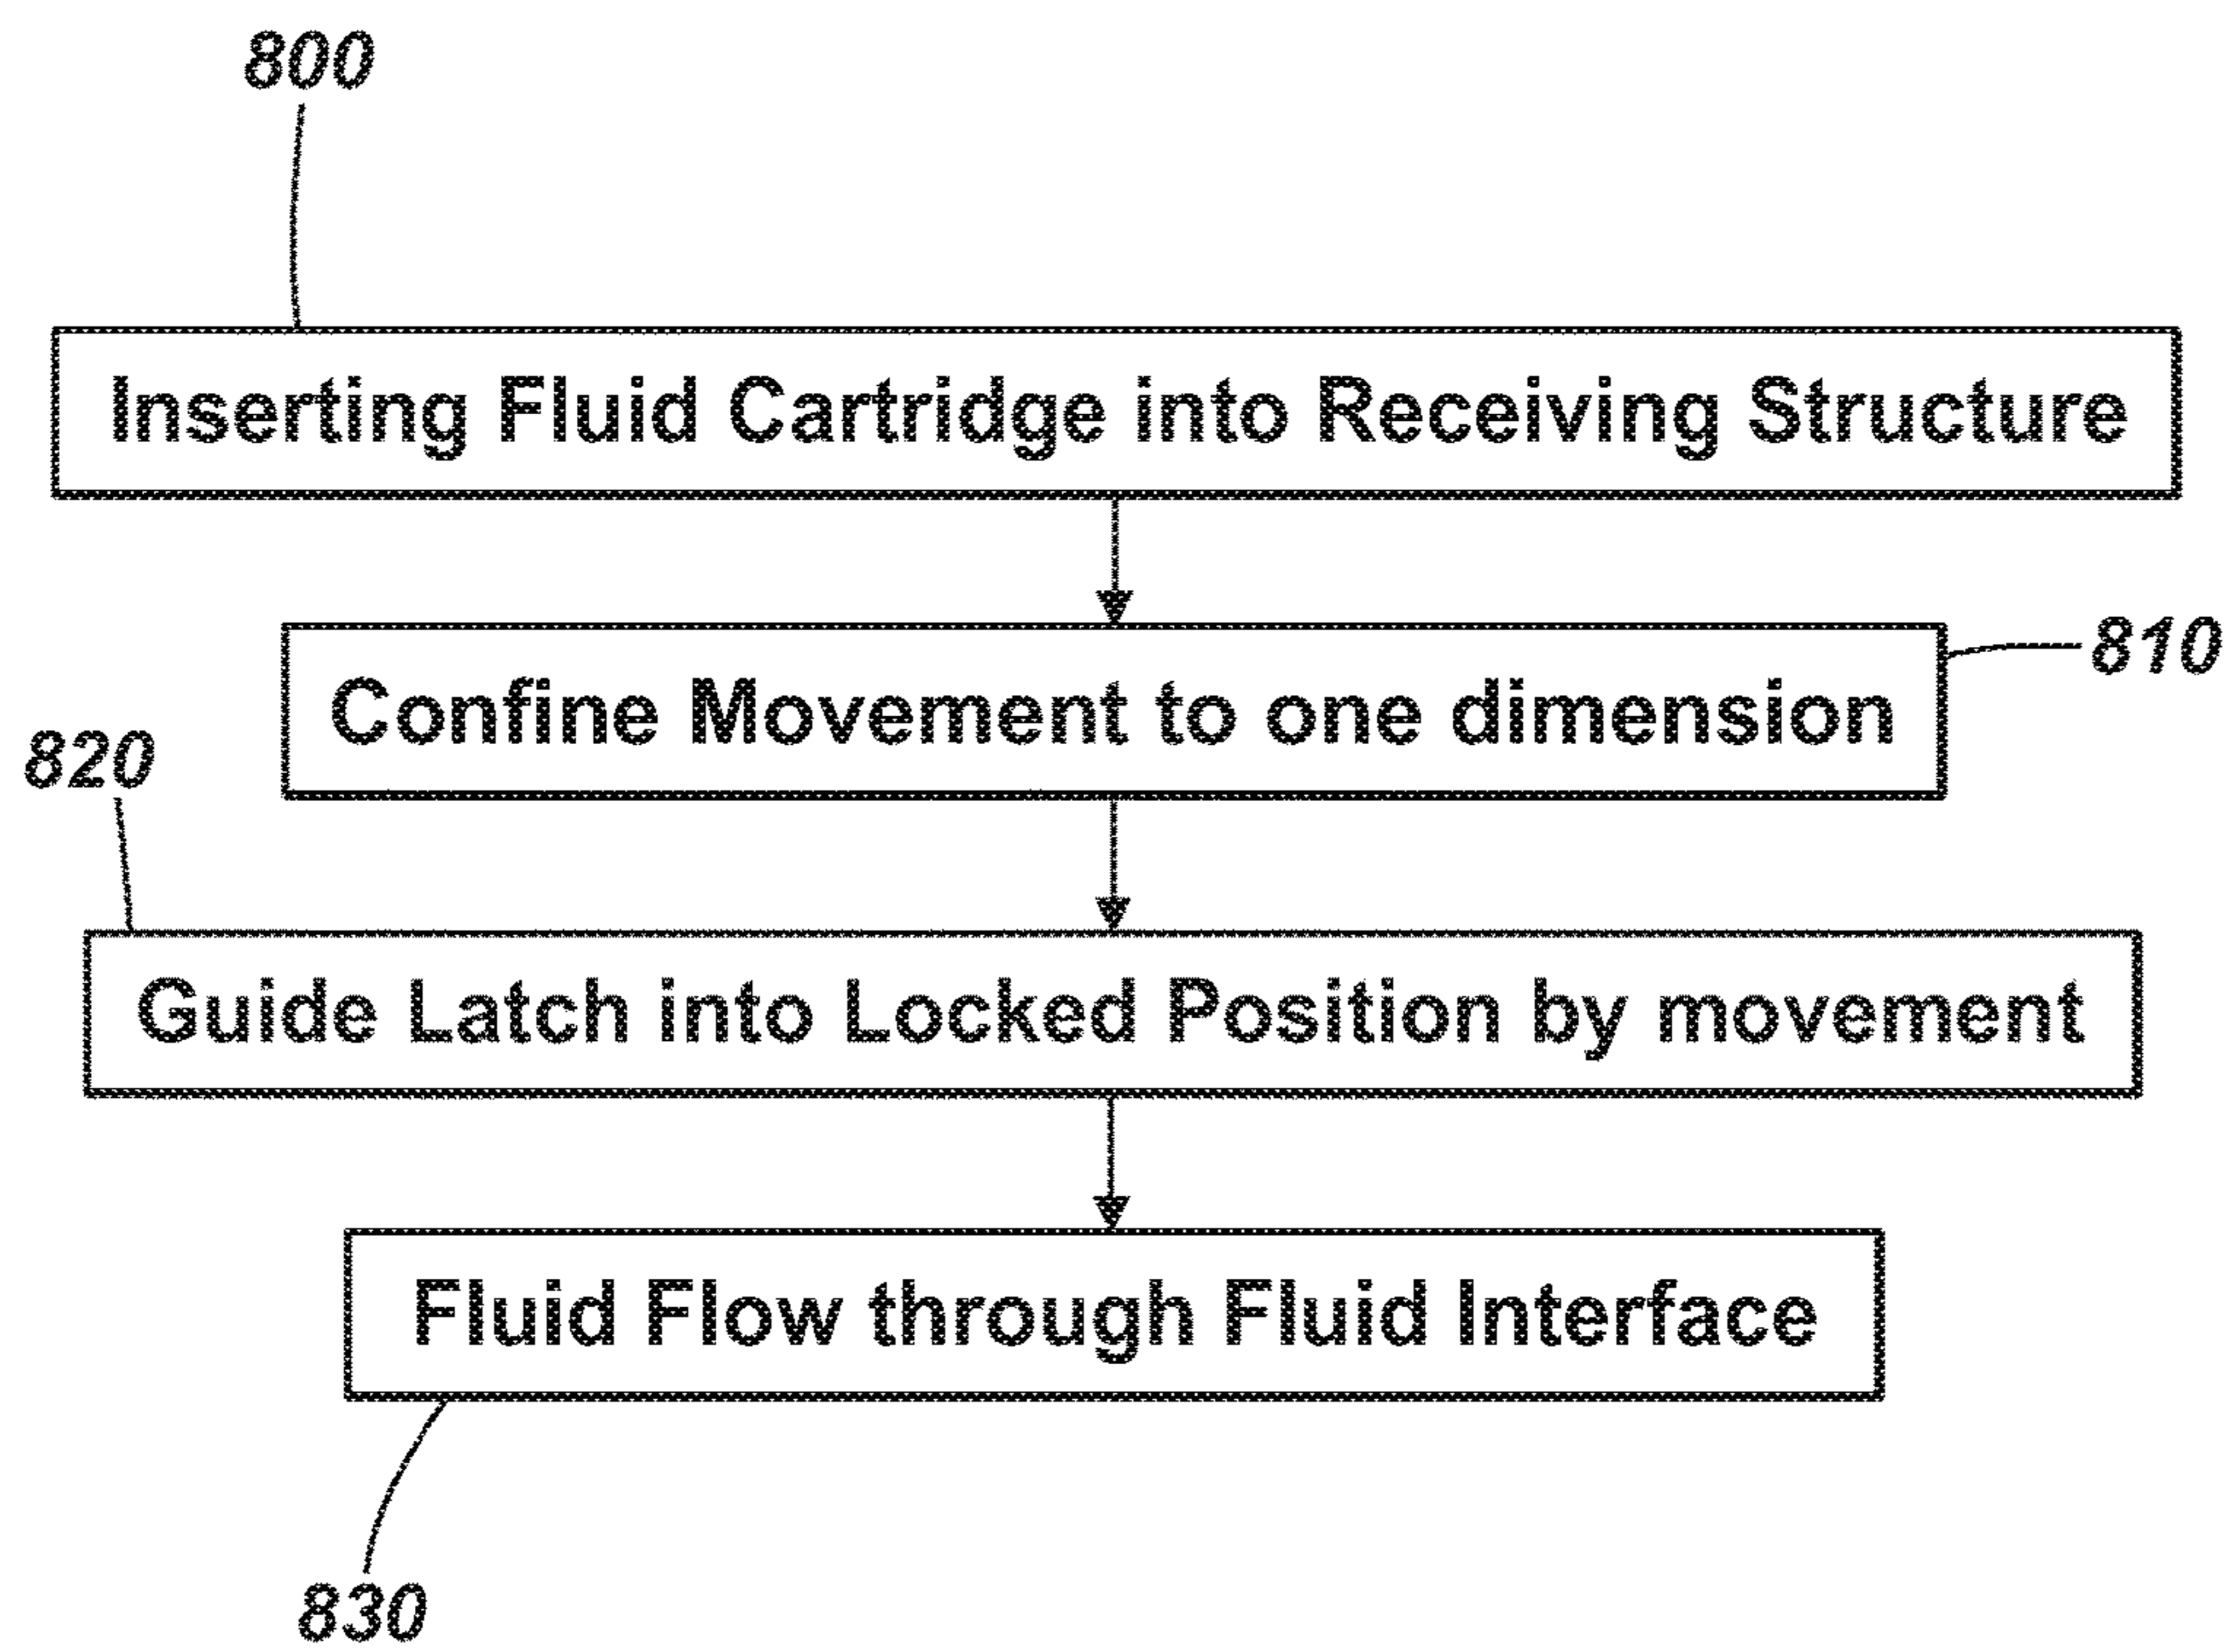 800
Inserting Fluid Cartridge into Receiving Structure
810
Confine Movement to one dimension
820
Guide Latch into Locked Position by movement
Fluid Flow through Fluid Interface
830